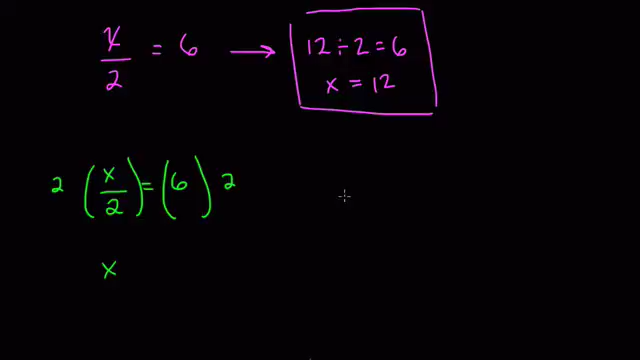 x/2 = 6 → 12 ÷ 2 = 6
x = 12
2 (x/2) = (6) 2
x